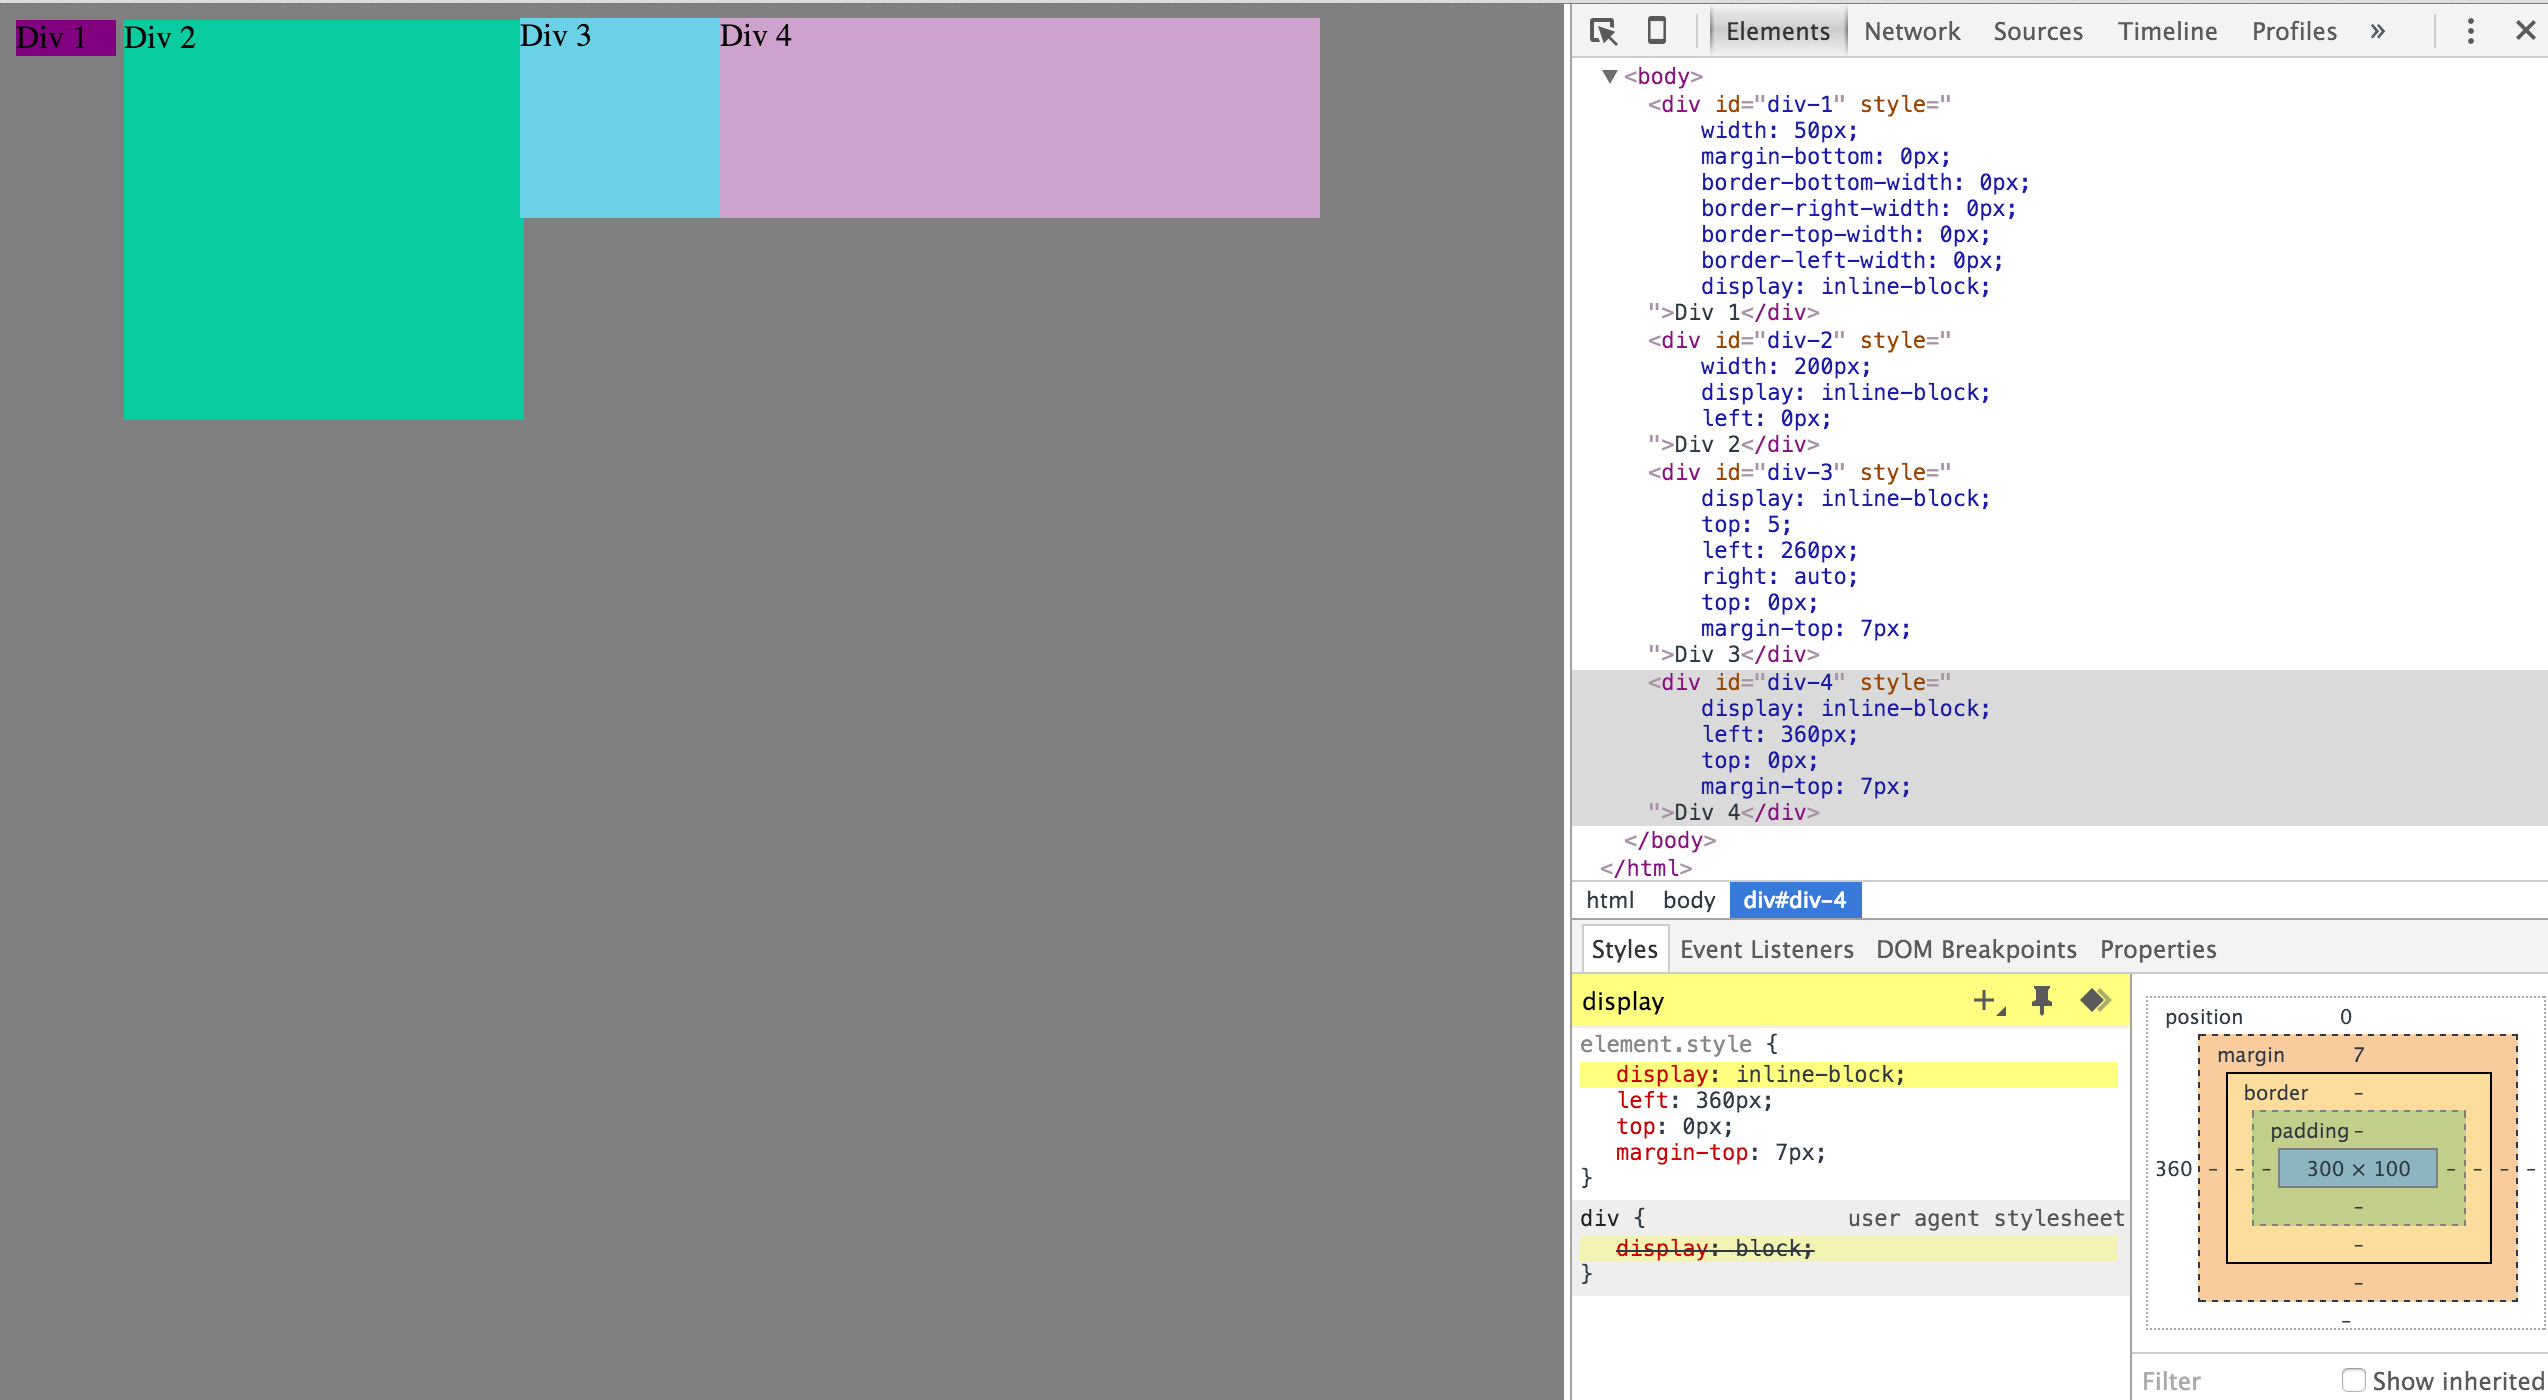 Div 1
Div 2
Div 3
Div 4
Elements Network Sources Timeline Profiles »
<body>
<div id="div-1" style="
width: 50px;
margin-bottom: 0px;
border-bottom-width: 0px;
border-right-width: 0px;
border-top-width: 0px;
border-left-width: 0px;
display: inline-block;
">Div 1</div>
<div id="div-2" style="
width: 200px;
display: inline-block;
left: 0px;
">Div 2</div>
<div id="div-3" style="
display: inline-block;
top: 5;
left: 260px;
right: auto;
top: 0px;
margin-top: 7px;
">Div 3</div>
<div id="div-4" style="
display: inline-block;
left: 360px;
top: 0px;
margin-top: 7px;
">Div 4</div>
</body>
</html>
html body div#div-4
Styles Event Listeners DOM Breakpoints Properties
display
element.style {
display: inline-block;
left: 360px;
top: 0px;
margin-top: 7px;
}
div { user agent stylesheet
display: block;
}
position 0
margin 7
border -
padding -
360 - - - 300 × 100 - - - -
-
-
-
-
Filter Show inherited